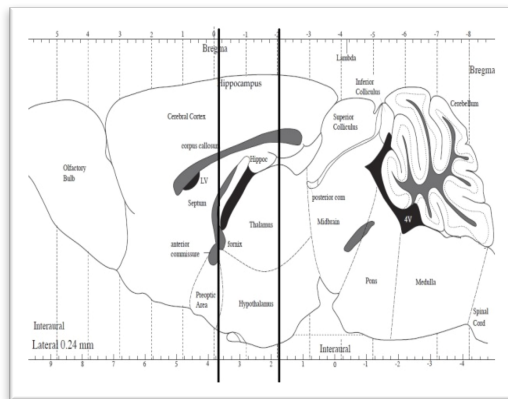 5 4 3 2 1 0 -1 -2 -3 -4 -5 -6 -7 -8
Bregma
Lambda
Bregma
Hippocampus
Inferior
Colliculus
Cerebellum
Superior
Colliculus
Cerebral Cortex
corpus callosum
Hippocr
Olfactory
Bulb
LV
Septum
posterior com
Thalamus
Midbrain
4V
anterior
commissure
fornix
Pons
Medulla
Preoptic
Area
Hypothalamus
Spinal
Cord
Interaural
Lateral 0.24 mm
Interaural
9 8 7 6 5 4 3 2 1 0 -1 -2 -3 -4